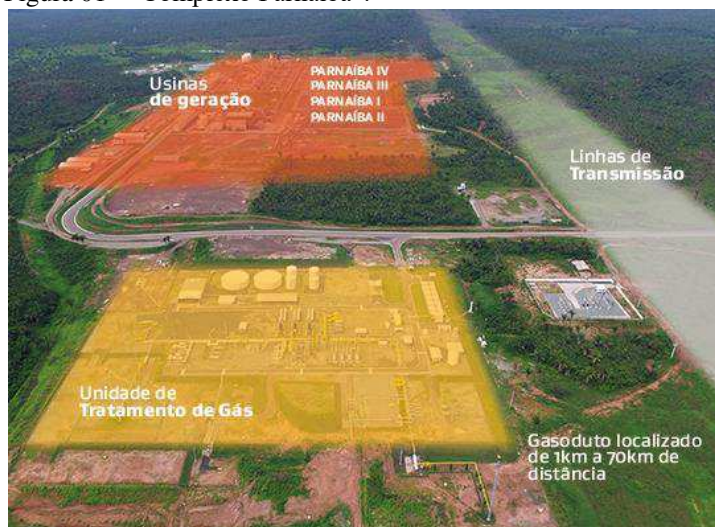 Usinas
de geração
PARNAÍBA IV
PARNAÍBA III
PARNAÍBA I
PARNAÍBA II
Linhas de
Transmissão
Unidade de
Tratamento de Gás
Gasoduto localizado
de 1km a 70km de
distância